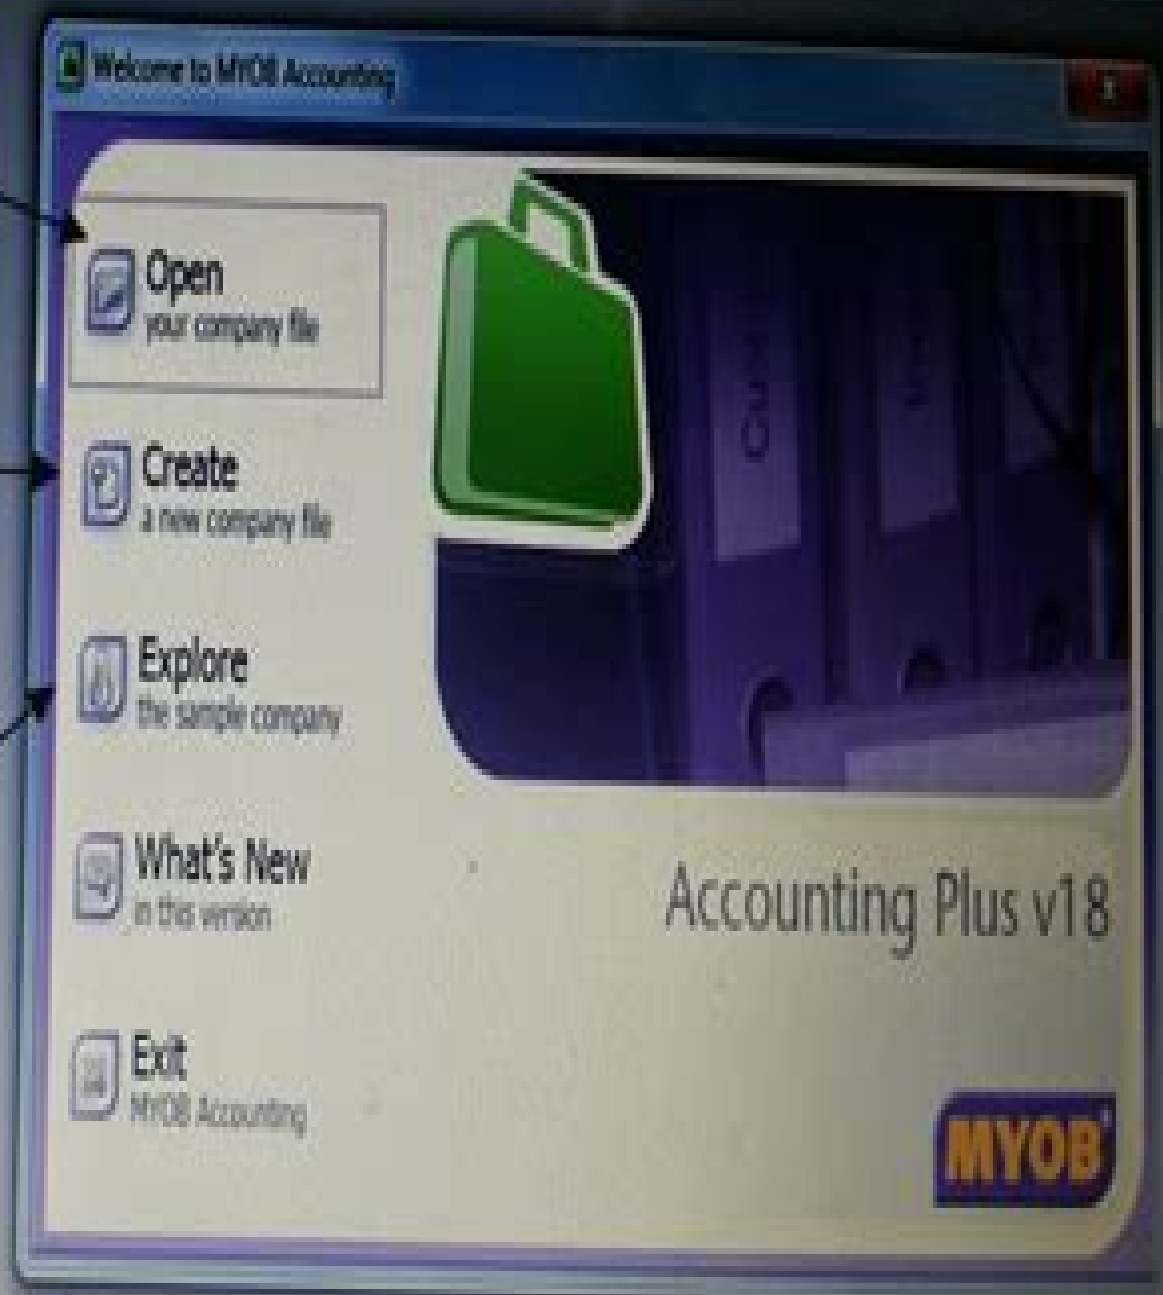 Welcome to MYOB Accounting
Open
your company file
Create
a new company file
Explore
the sample company
What's New
in this version
Exit
MYOB Accounting
Accounting Plus v18
MYOB